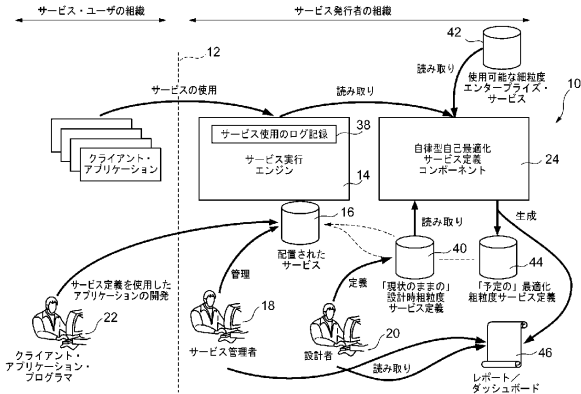 サービス・ユーザの組織
サービス発行者の組織
12
42
使用可能な細粒度
エンタープライズ・
サービス
10
サービスの使用
読み取り
読み取り
サービス使用のログ記録
38
サービス実行
エンジン
14
自律型自己最適化
サービス定義
コンポーネント
24
クライアント・
アプリケーション
16
配置された
サービス
読み取り
生成
40
44
「現状のままの」
設計時粗粒度
サービス定義
「予定の」最適化
粗粒度サービス定義
管理
定義
サービス定義を使用した
アプリケーションの開発
22
18
20
クライアント・
アプリケーション・
プログラマ
サービス管理者
設計者
読み取り
46
レポート／
ダッシュボード